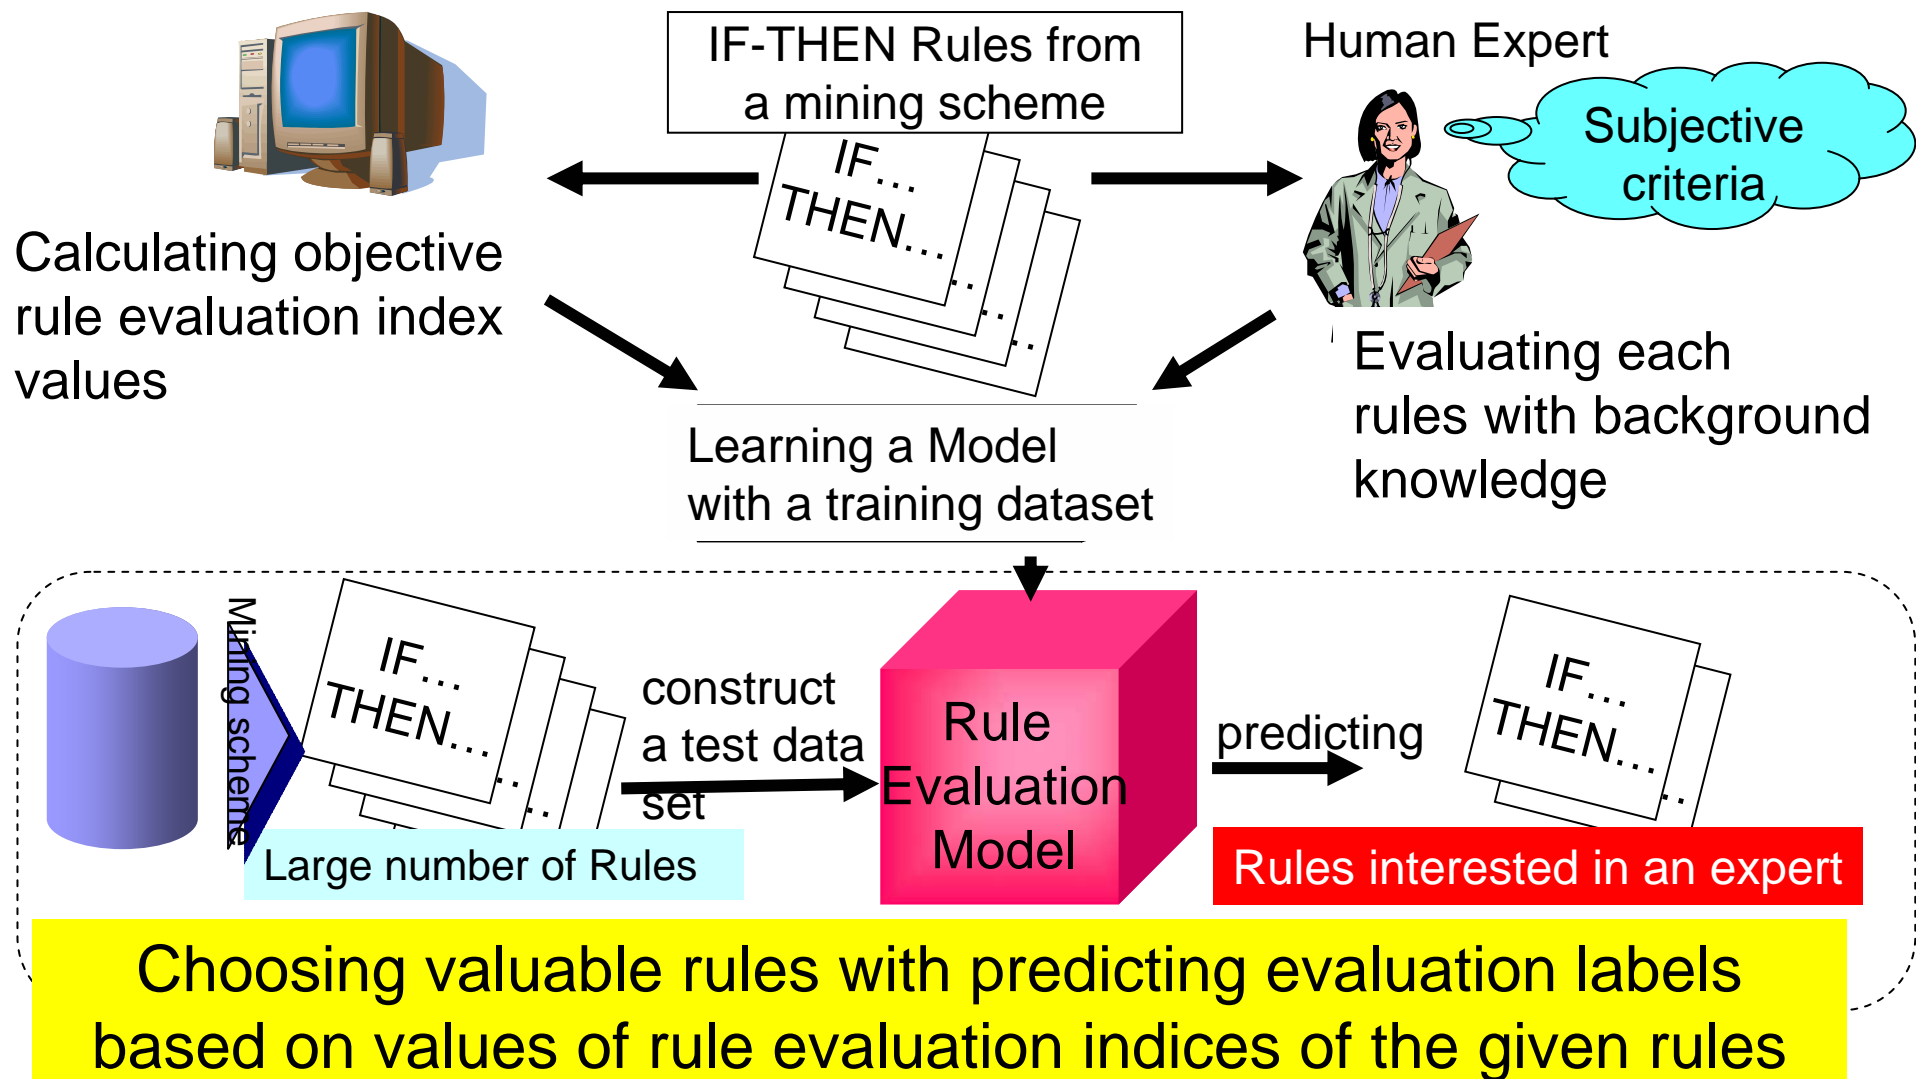 IF-THEN Rules from
a mining scheme
Human Expert
Subjective
criteria
IF...
THEN...
...
...
...
Calculating objective
rule evaluation index
values
Evaluating each
rules with background
knowledge
Learning a Model
with a training dataset
Mining scheme
IF...
THEN...
...
...
construct
a test data
set
Rule
Evaluation
Model
predicting
IF...
THEN...
...
Large number of Rules
Rules interested in an expert
Choosing valuable rules with predicting evaluation labels
based on values of rule evaluation indices of the given rules